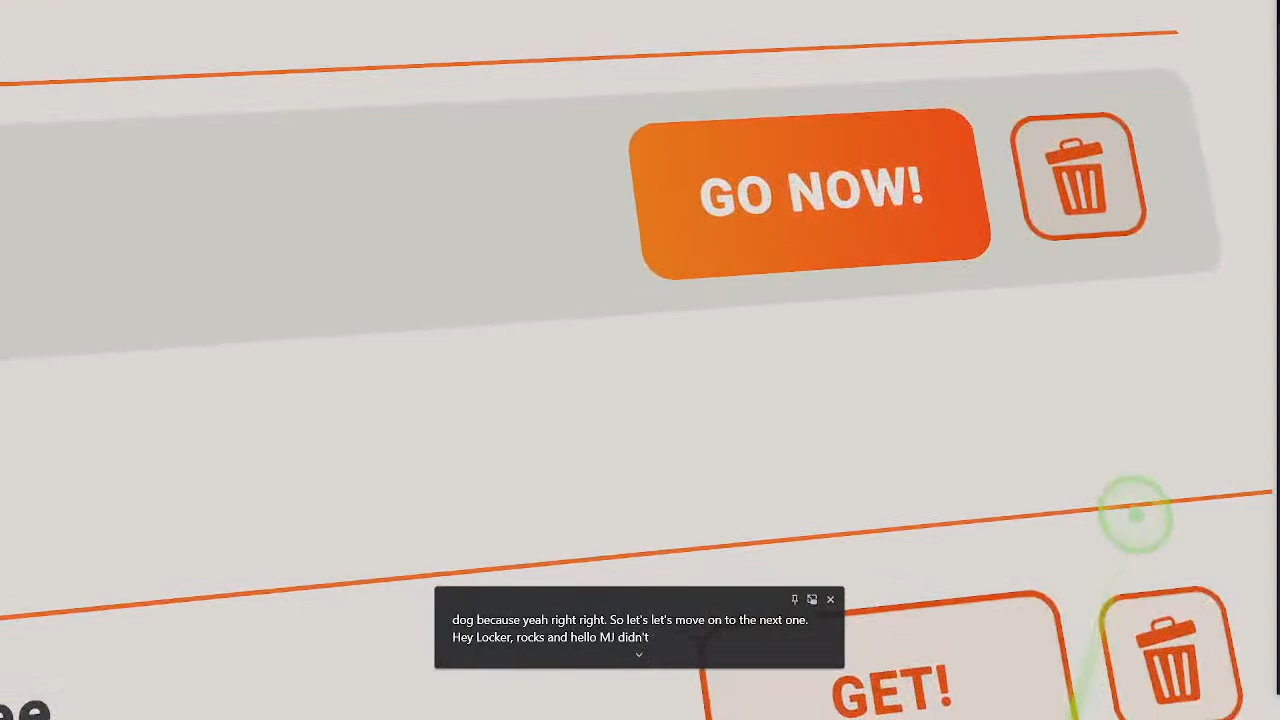 GO NOW!
dog because yeah right right. So let's let's move on to the next one.
Hey Locker, rocks and hello MJ didn't
GET!